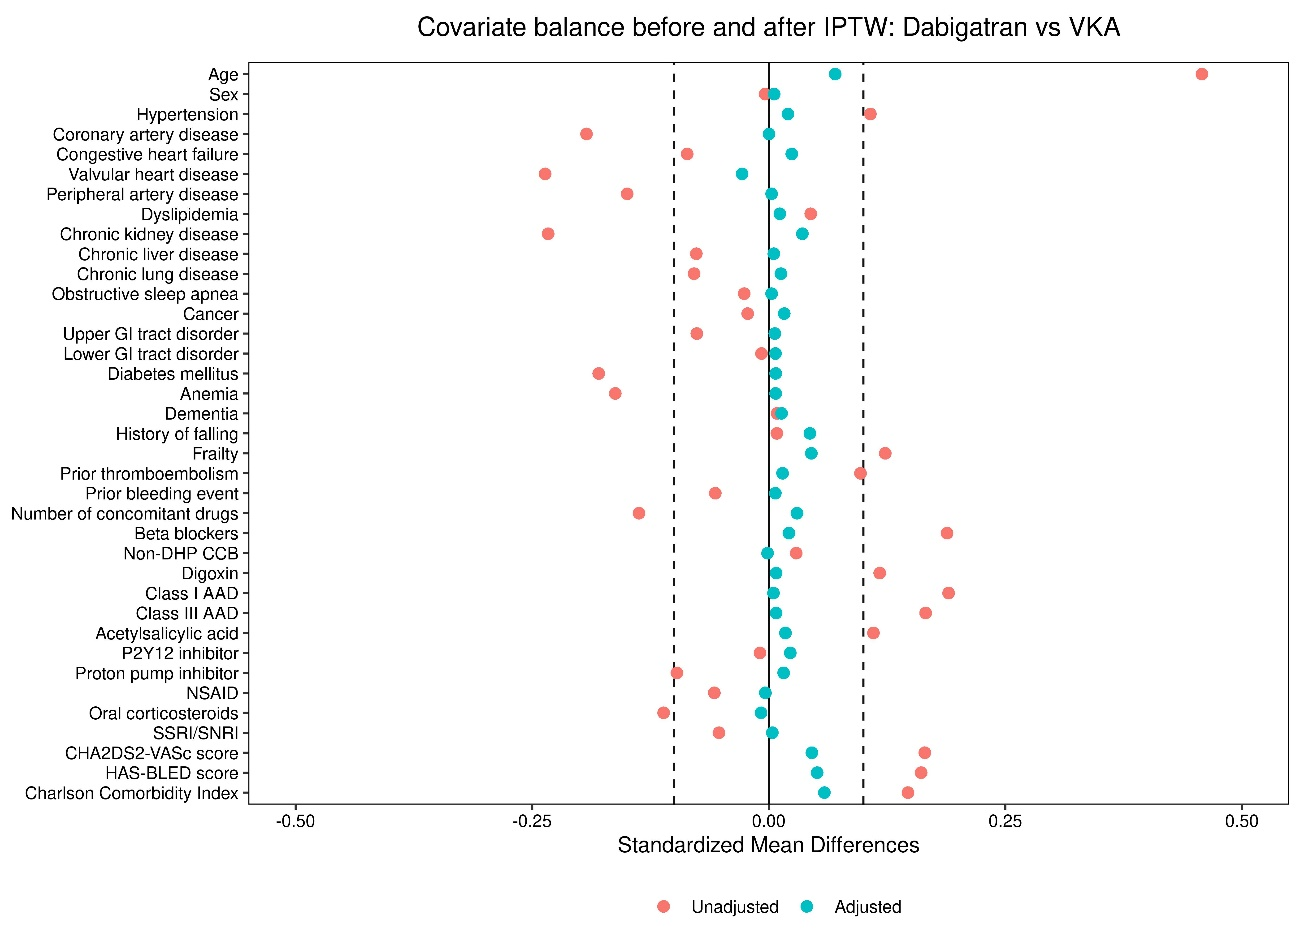 Covariate balance before and after IPTW: Dabigatran vs VKA
Age
Sex
Hypertension
Coronary artery disease
Congestive heart failure
Valvular heart disease
Peripheral artery disease
Dyslipidemia
Chronic kidney disease
Chronic liver disease
Chronic lung disease
Obstructive sleep apnea
Cancer
Upper GI tract disorder
Lower GI tract disorder
Diabetes mellitus
Anemia
Dementia
History of falling
Frailty
Prior thromboembolism
Prior bleeding event
Number of concomitant drugs
Beta blockers
Non-DHP CCB
Digoxin
Class I AAD
Class III AAD
Acetylsalicylic acid
P2Y12 inhibitor
Proton pump inhibitor
NSAID
Oral corticosteroids
SSRI/SNRI
CHA2DS2-VASc score
HAS-BLED score
Charlson Comorbidity Index
-0.50 -0.25 0.00 0.25 0.50
Standardized Mean Differences
Unadjusted Adjusted